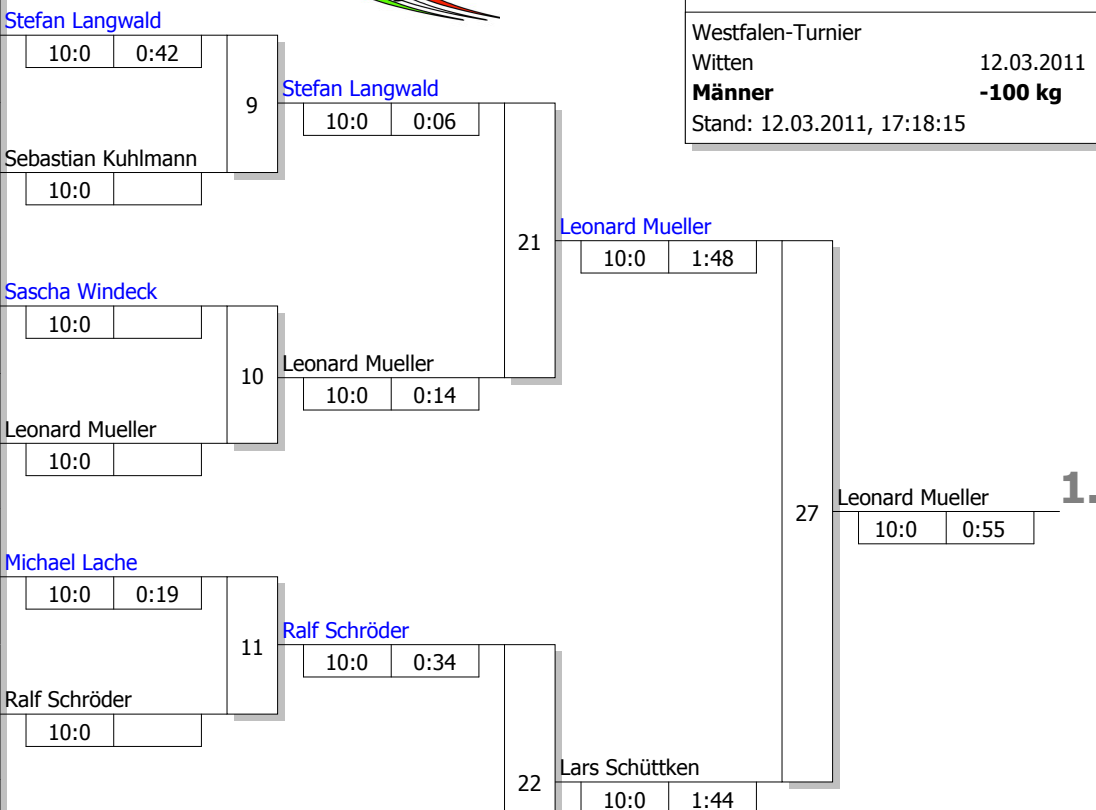 Stefan Langwald
10:0 0:42
Westfalen-Turnier
Witten 12.03.2011
Männer -100 kg
Stand: 12.03.2011, 17:18:15
9
Stefan Langwald
10:0 0:06
Sebastian Kuhlmann
10:0
21
Leonard Mueller
10:0 1:48
Sascha Windeck
10:0
10
Leonard Mueller
10:0 0:14
Leonard Mueller
10:0
27
Leonard Mueller
1.
10:0 0:55
Michael Lache
10:0 0:19
11
Ralf Schröder
10:0 0:34
Ralf Schröder
10:0
22
Lars Schüttken
10:0 1:44